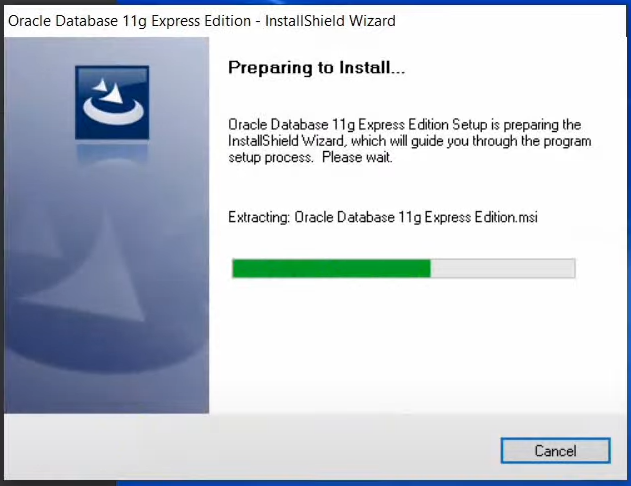 Oracle Database 11g Express Edition - InstallShield Wizard
Preparing to Install...
Oracle Database 11g Express Edition Setup is preparing the
InstallShield Wizard, which will guide you through the program
setup process.  Please wait.
Extracting: Oracle Database 11g Express Edition.msi
Cancel